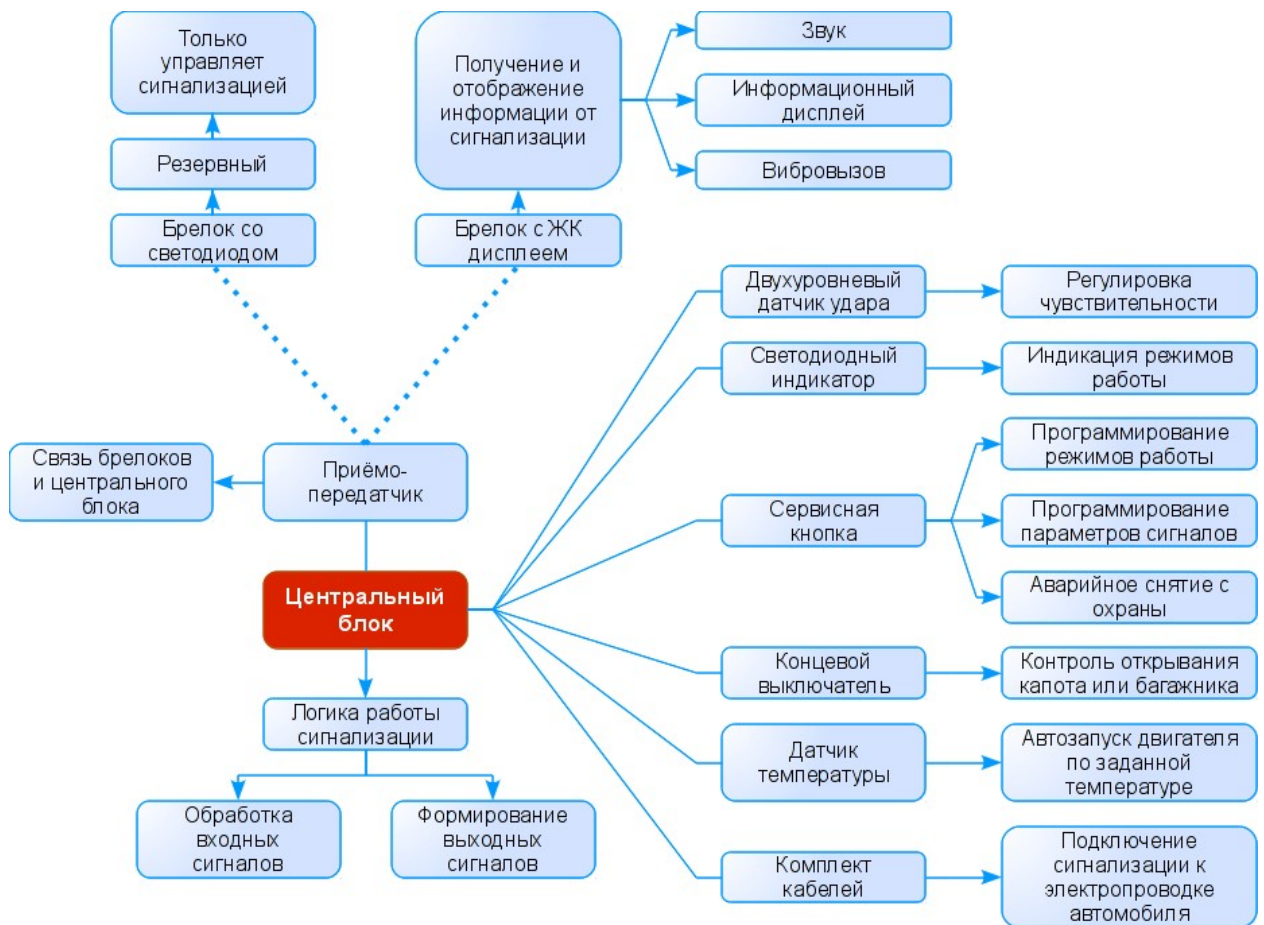 Только
управляет
сигнализацией
Резервный
Брелок со
светодиодом
Получение и
отображение
информации от
сигнализации
Брелок с ЖК
дисплеем
Звук
Информационный
дисплей
Вибровызов
Связь брелоков
и центрального
блока
Приёмо-
передатчик
Центральный
блок
Логика работы
сигнализации
Обработка
входных
сигналов
Формирование
выходных
сигналов
Двухуровневый
датчик удара
Регулировка
чувствительности
Светодиодный
индикатор
Индикация режимов
работы
Сервисная
кнопка
Программирование
режимов работы
Программирование
параметров сигналов
Аварийное снятие с
охраны
Концевой
выключатель
Контроль открывания
капота или багажника
Датчик
температуры
Автозапуск двигателя
по заданной
температуре
Комплект
кабелей
Подключение
сигнализации к
электропроводке
автомобиля